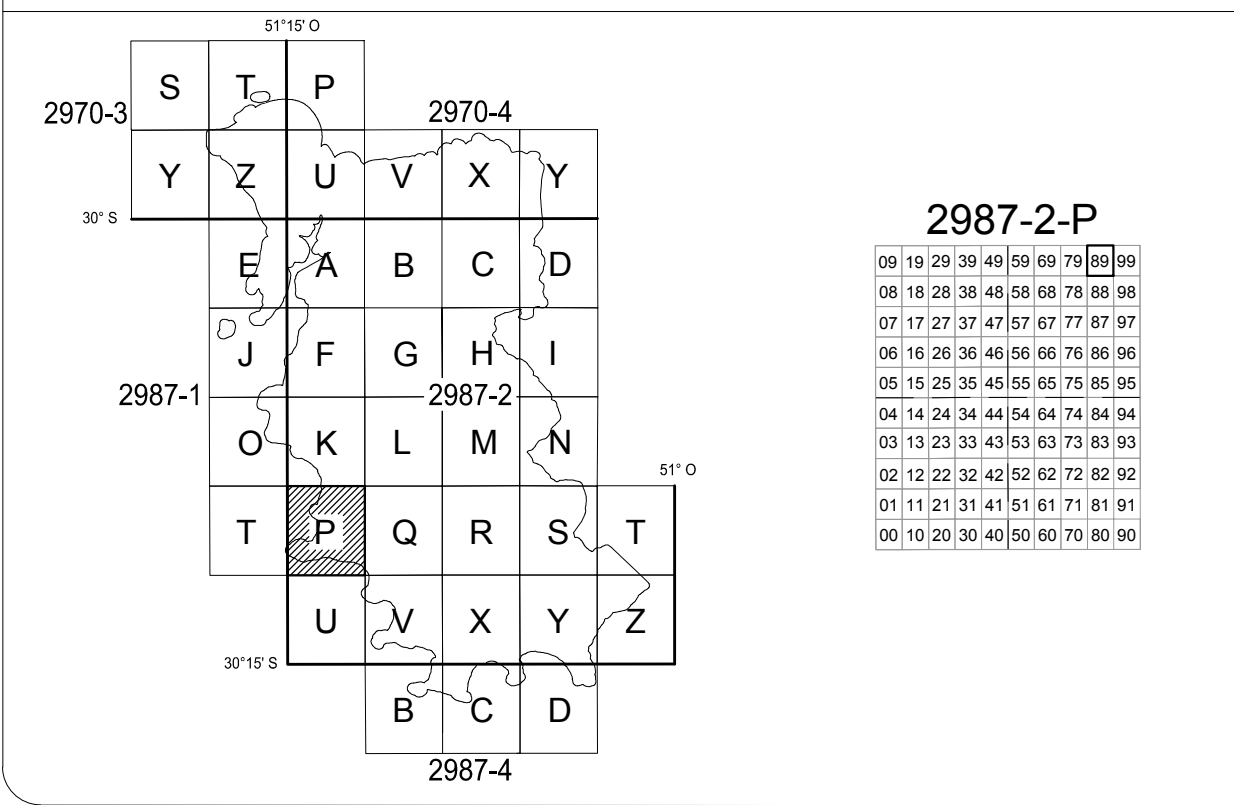 51°15' O
S T P
2970-3
2970-4
Y Z U V X Y
30° S
E A B C D
J F G H I
2987-1
2987-2
O K L M N
51° O
T P Q R S T
U V X Y Z
30°15' S
B C D
2987-4
2987-2-P
09 19 29 39 49 59 69 79 89 99
08 18 28 38 48 58 68 78 88 98
07 17 27 37 47 57 67 77 87 97
06 16 26 36 46 56 66 76 86 96
05 15 25 35 45 55 65 75 85 95
04 14 24 34 44 54 64 74 84 94
03 13 23 33 43 53 63 73 83 93
02 12 22 32 42 52 62 72 82 92
01 11 21 31 41 51 61 71 81 91
00 10 20 30 40 50 60 70 80 90